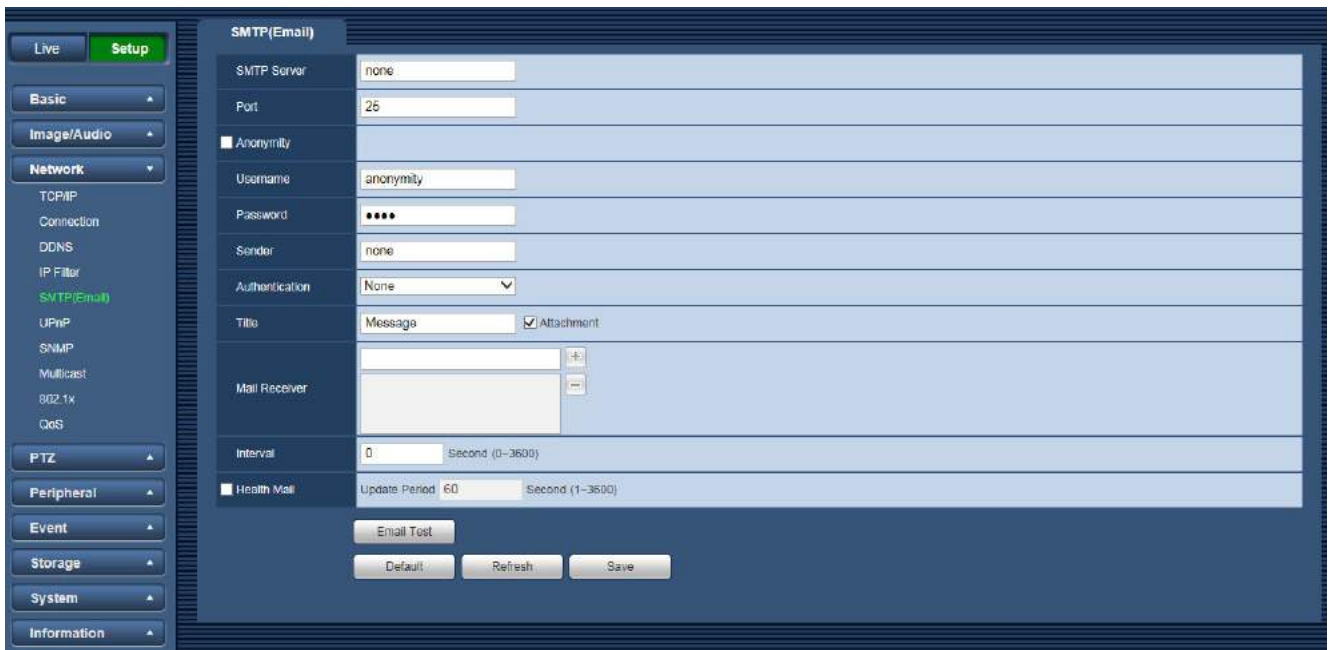 Live Setup
Basic
Image/Audio
Network
TCP/IP
Connection
DDNS
IP Filter
SMTP(Email)
UPnP
SNMP
Multicast
802.1x
QoS
PTZ
Peripheral
Event
Storage
System
Information
SMTP(Email)
SMTP Server none
Port 25
Anonymity
Username anonymity
Password ••••
Sender none
Authentication None
Title Message Attachment
Mail Receiver
Interval 0 Second (0~3600)
Health Mail Update Period 60 Second (1~3600)
Email Test
Default Refresh Save